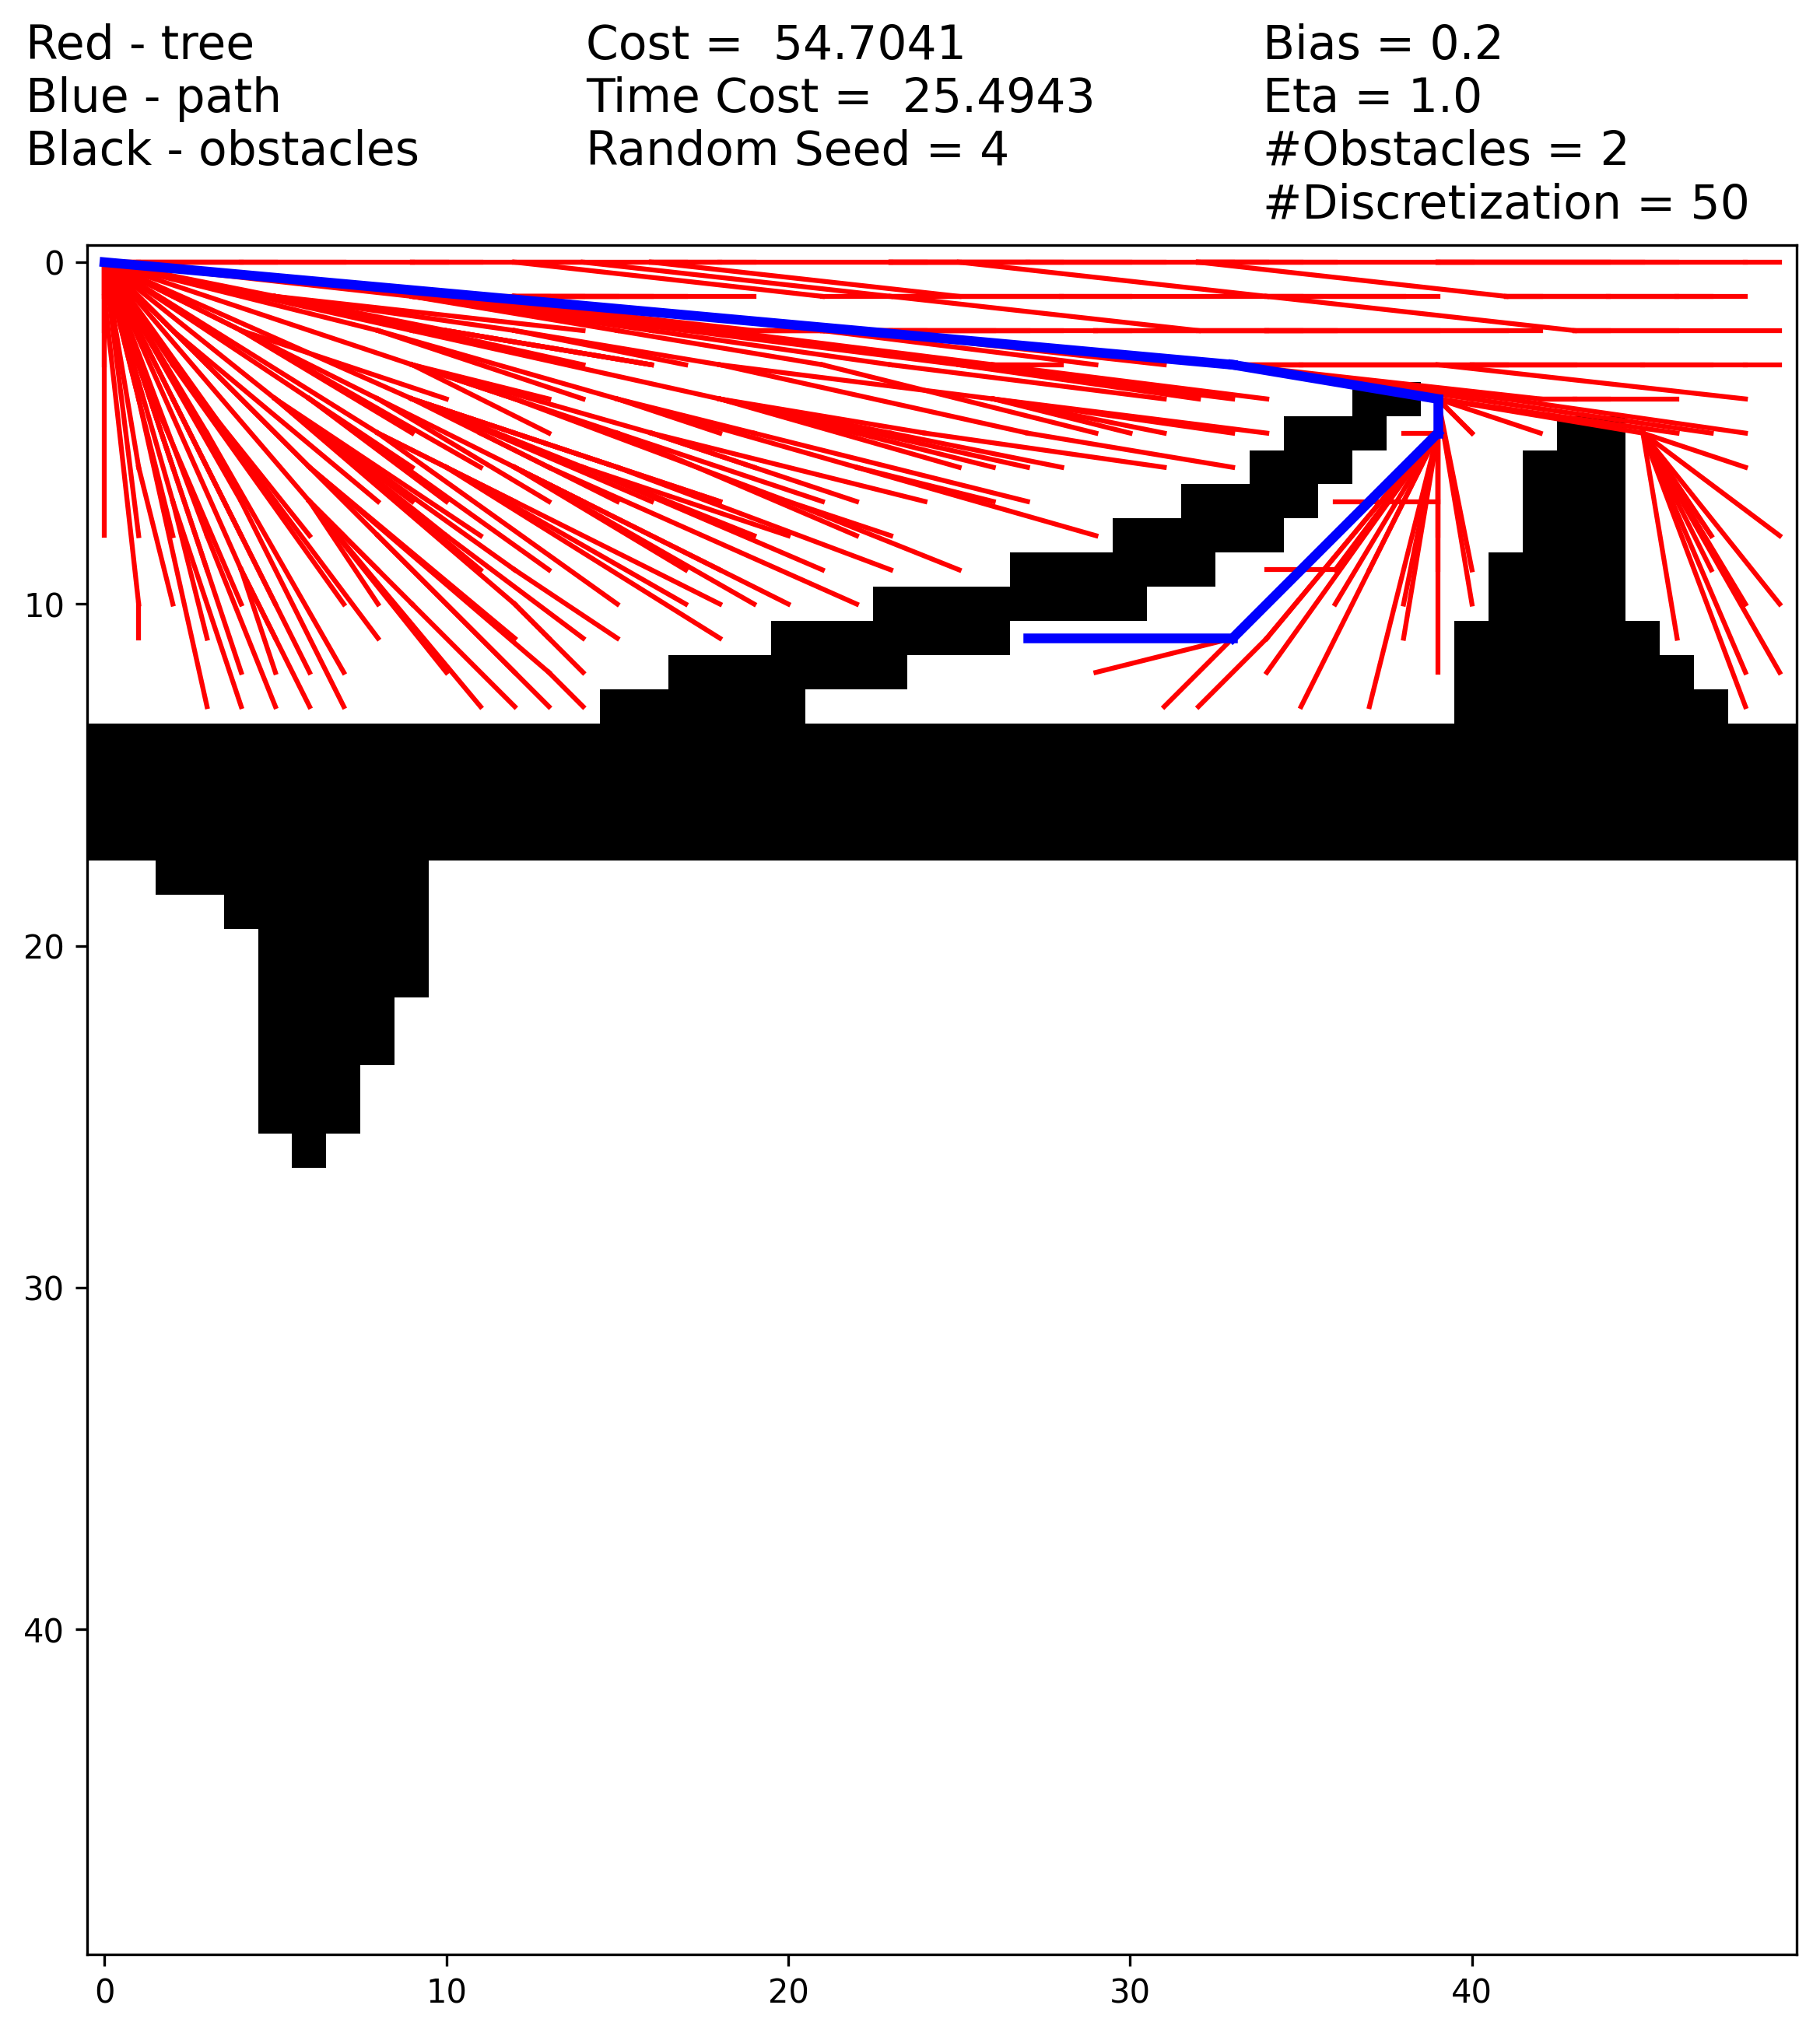 Red - tree
Blue - path
Black - obstacles
Cost =  54.7041
Time Cost =  25.4943
Random Seed = 4
Bias = 0.2
Eta = 1.0
#Obstacles = 2
#Discretization = 50
0
10
20
30
40
0
10
20
30
40